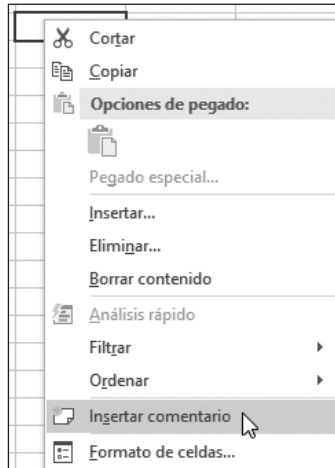 Cortar
Copiar
Opciones de pegado:
Pegado especial...
Insertar...
Eliminar...
Borrar contenido
Análisis rápido
Filtrar
Ordenar
Insertar comentario
Formato de celdas...